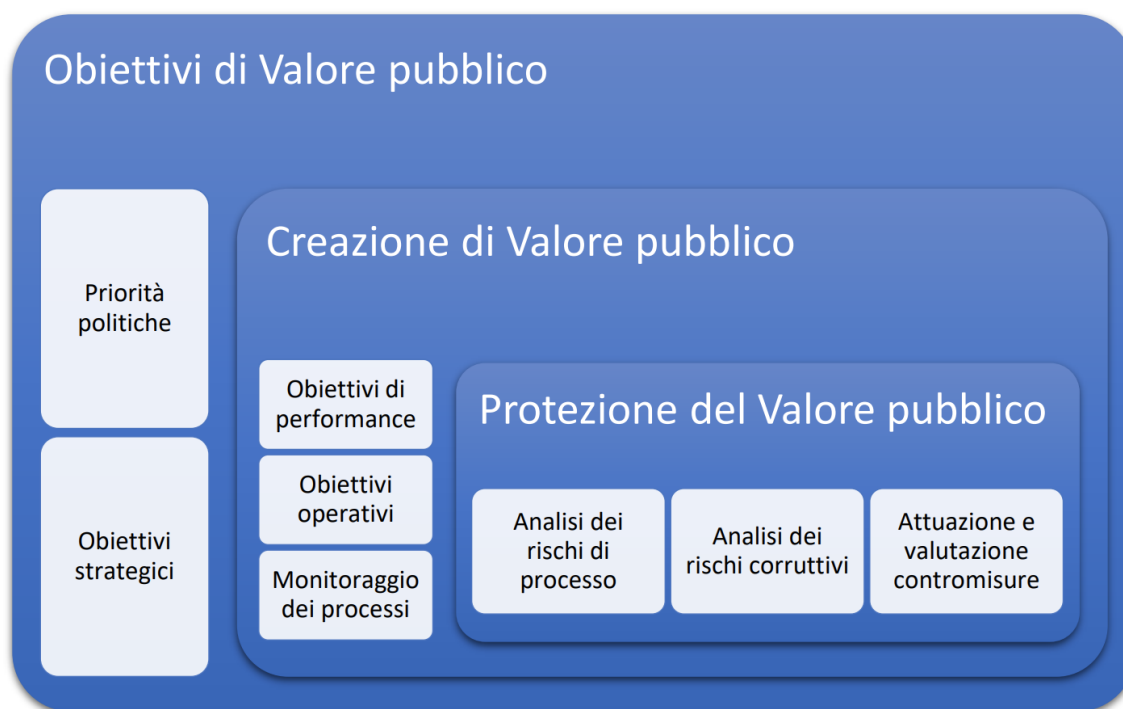 Obiettivi di Valore pubblico
Priorità
politiche
Obiettivi
strategici
Creazione di Valore pubblico
Obiettivi di
performance
Obiettivi
operativi
Monitoraggio
dei processi
Protezione del Valore pubblico
Analisi dei
rischi di
processo
Analisi dei
rischi corruttivi
Attuazione e
valutazione
contromisure